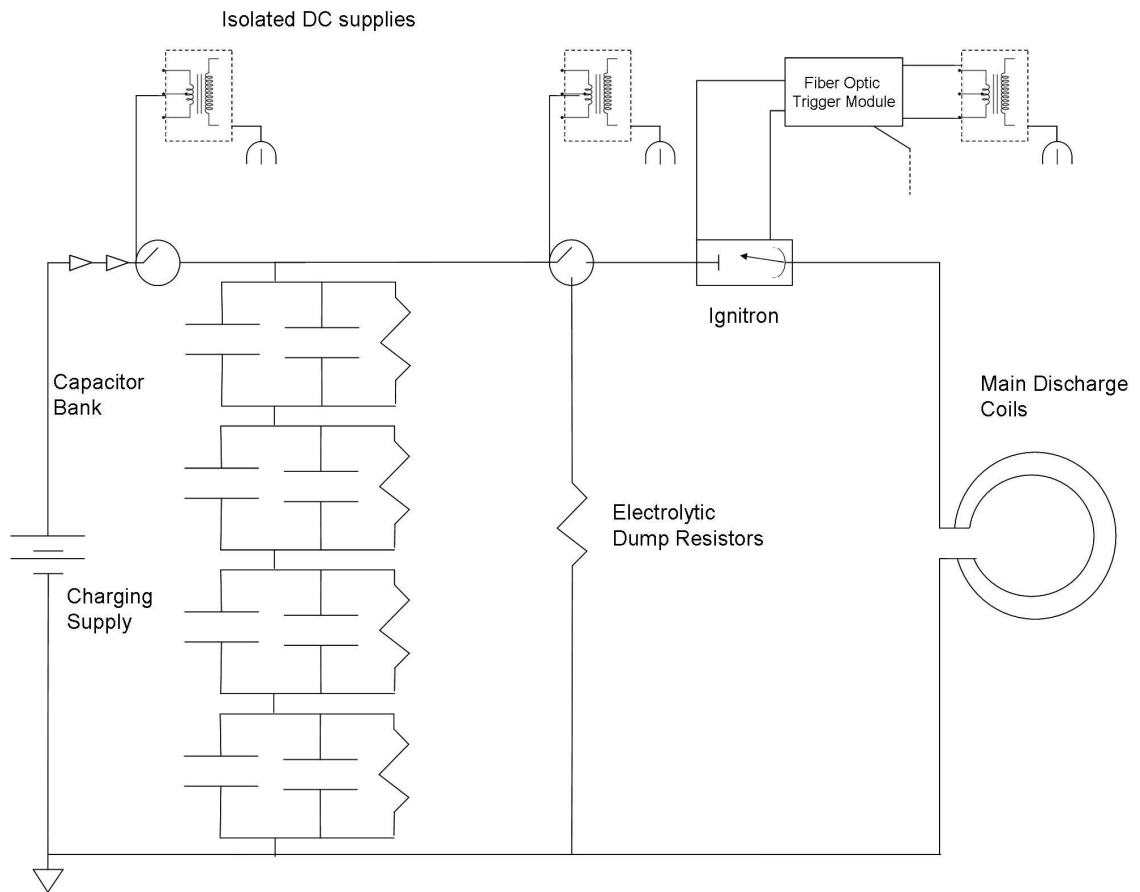 Isolated DC supplies
Fiber Optic
Trigger Module
Ignitron
Capacitor
Bank
Main Discharge
Coils
Electrolytic
Dump Resistors
Charging
Supply